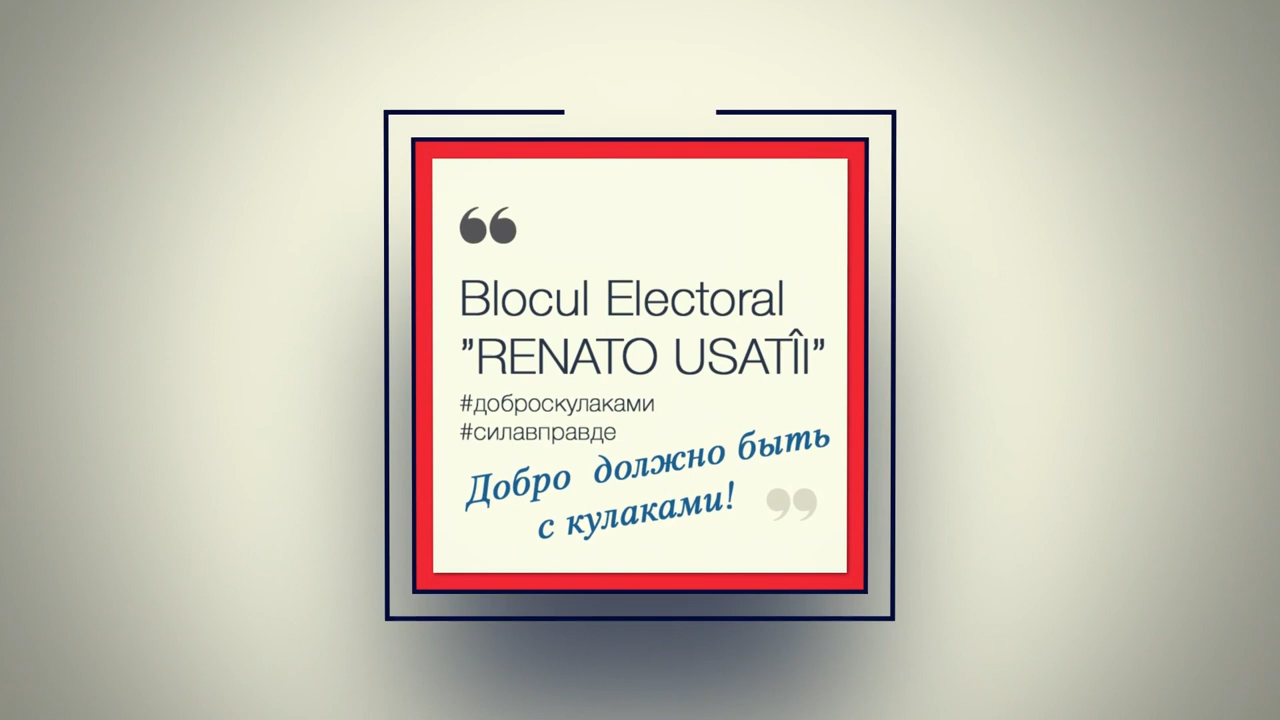 Blocul Electoral
”RENATO USATÎI”
#доброскулаками
#силавправде
Добро должно быть
с кулаками!